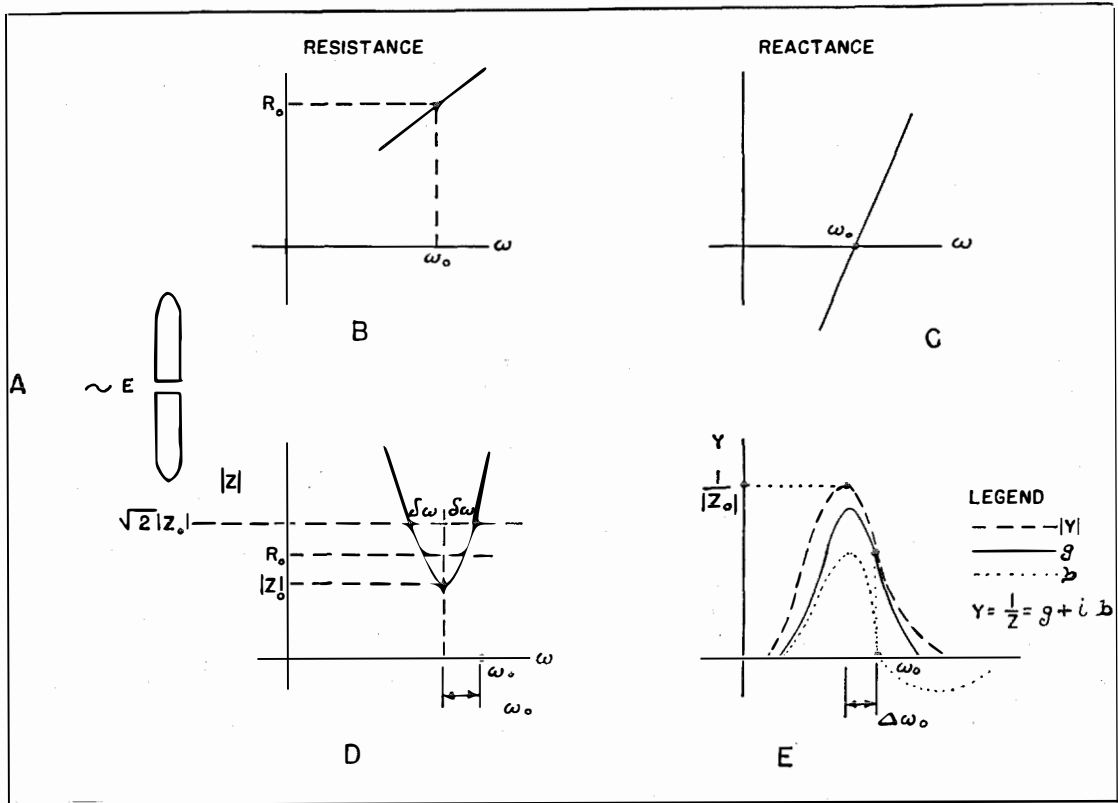 RESISTANCE
REACTANCE
R₀
ω₀
ω
B
ω₀
ω
C
A
~ E
|Z|
√2|Z₀|
δω δω
R₀
|Z|₀
ω
ω₀
ω₀
D
Y
1/|Z₀|
ω₀
Δω₀
E
LEGEND
|Y|
g
b
Y = 1/Z = g + i b